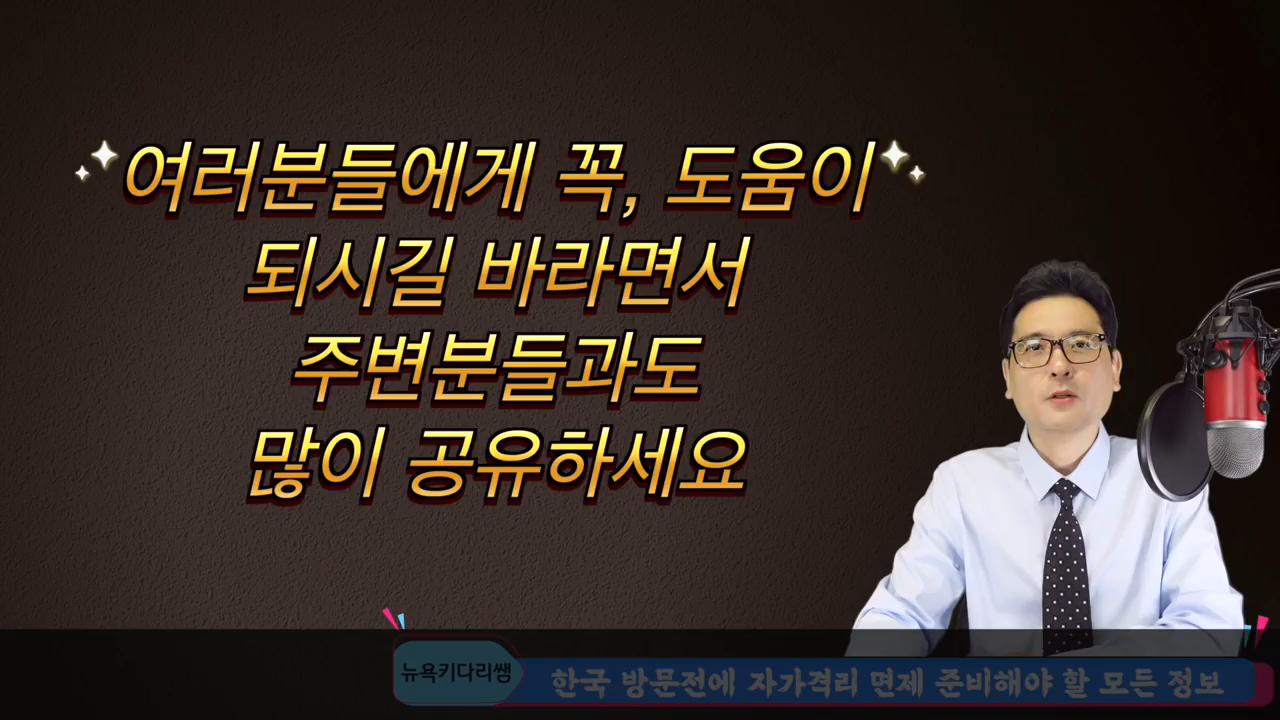 여러분들에게 꼭, 도움이
되시길 바라면서
주변분들과도
많이 공유하세요
뉴욕키다리쌤
한국 방문전에 자가격리 면제 준비해야 할 모든 정보